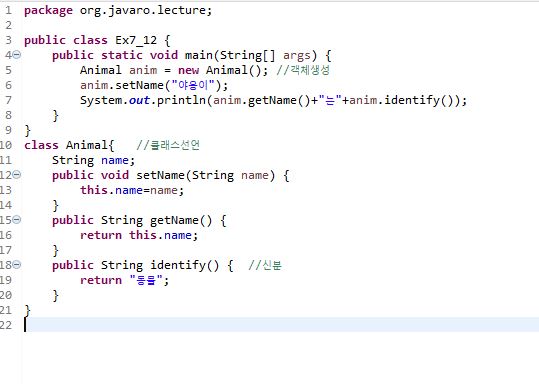 1 package org.javaro.lecture;
2
3 public class Ex7_12 {
4 public static void main(String[] args) {
5 Animal anim = new Animal(); //객체생성
6 anim.setName("야옹이");
7 System.out.println(anim.getName()+"는"+anim.identify());
8 }
9 }
10 class Animal{ //클래스선언
11 String name;
12 public void setName(String name) {
13 this.name=name;
14 }
15 public String getName() {
16 return this.name;
17 }
18 public String identify() { //신분
19 return "동물";
20 }
21 }
22